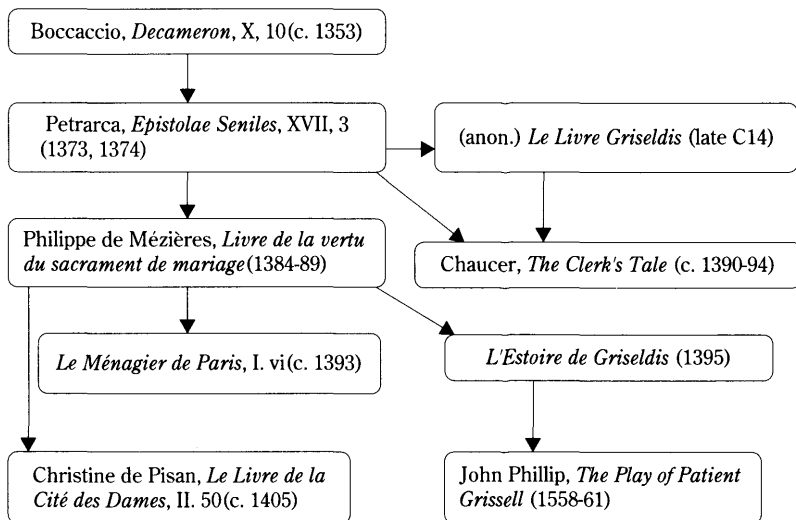 Boccaccio, Decameron, X, 10(c. 1353)
Petrarca, Epistolae Seniles, XVII, 3
(1373, 1374)
(anon.) Le Livre Griseldis (late C14)
Philippe de Mézières, Livre de la vertu
du sacrament de mariage(1384-89)
Chaucer, The Clerk's Tale (c. 1390-94)
Le Ménagier de Paris, I. vi(c. 1393)
L'Estoire de Griseldis (1395)
Christine de Pisan, Le Livre de la
Cité des Dames, II. 50(c. 1405)
John Phillip, The Play of Patient
Grissell (1558-61)